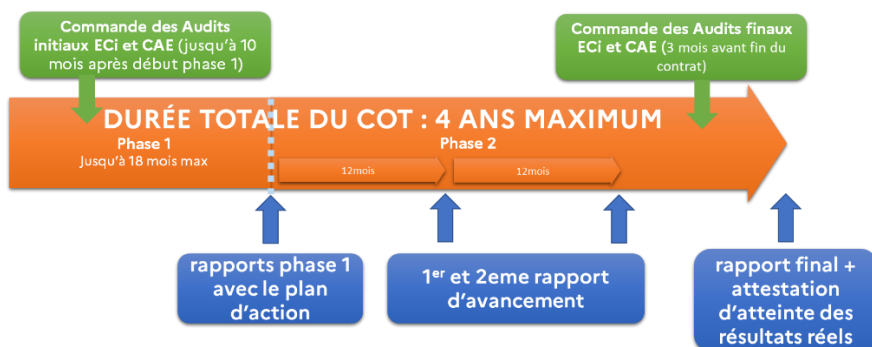 Commande des Audits
initiaux ECi et CAE (jusqu'à 10
mois après début phase 1)
Commande des Audits finaux
ECi et CAE (3 mois avant fin du
contrat)
DURÉE TOTALE DU COT : 4 ANS MAXIMUM
Phase 1
Jusqu'à 18 mois max
Phase 2
12mois
12mois
rapports phase 1
avec le plan
d'action
1er et 2eme rapport
d'avancement
rapport final +
attestation
d'atteinte des
résultats réels